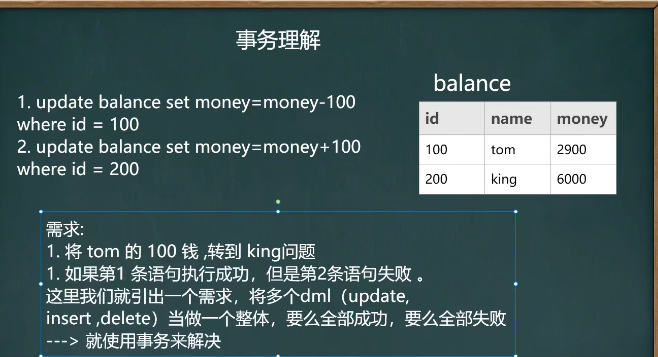 事务理解
1. update balance set money=money-100
where id = 100
2. update balance set money=money+100
where id = 200
balance
id name money
100 tom 2900
200 king 6000
需求:
1. 将 tom 的 100 钱 ,转到 king问题
1. 如果第1 条语句执行成功，但是第2条语句失败 。
这里我们就引出一个需求，将多个dml（update,
insert ,delete）当做一个整体，要么全部成功，要么全部失败
---> 就使用事务来解决